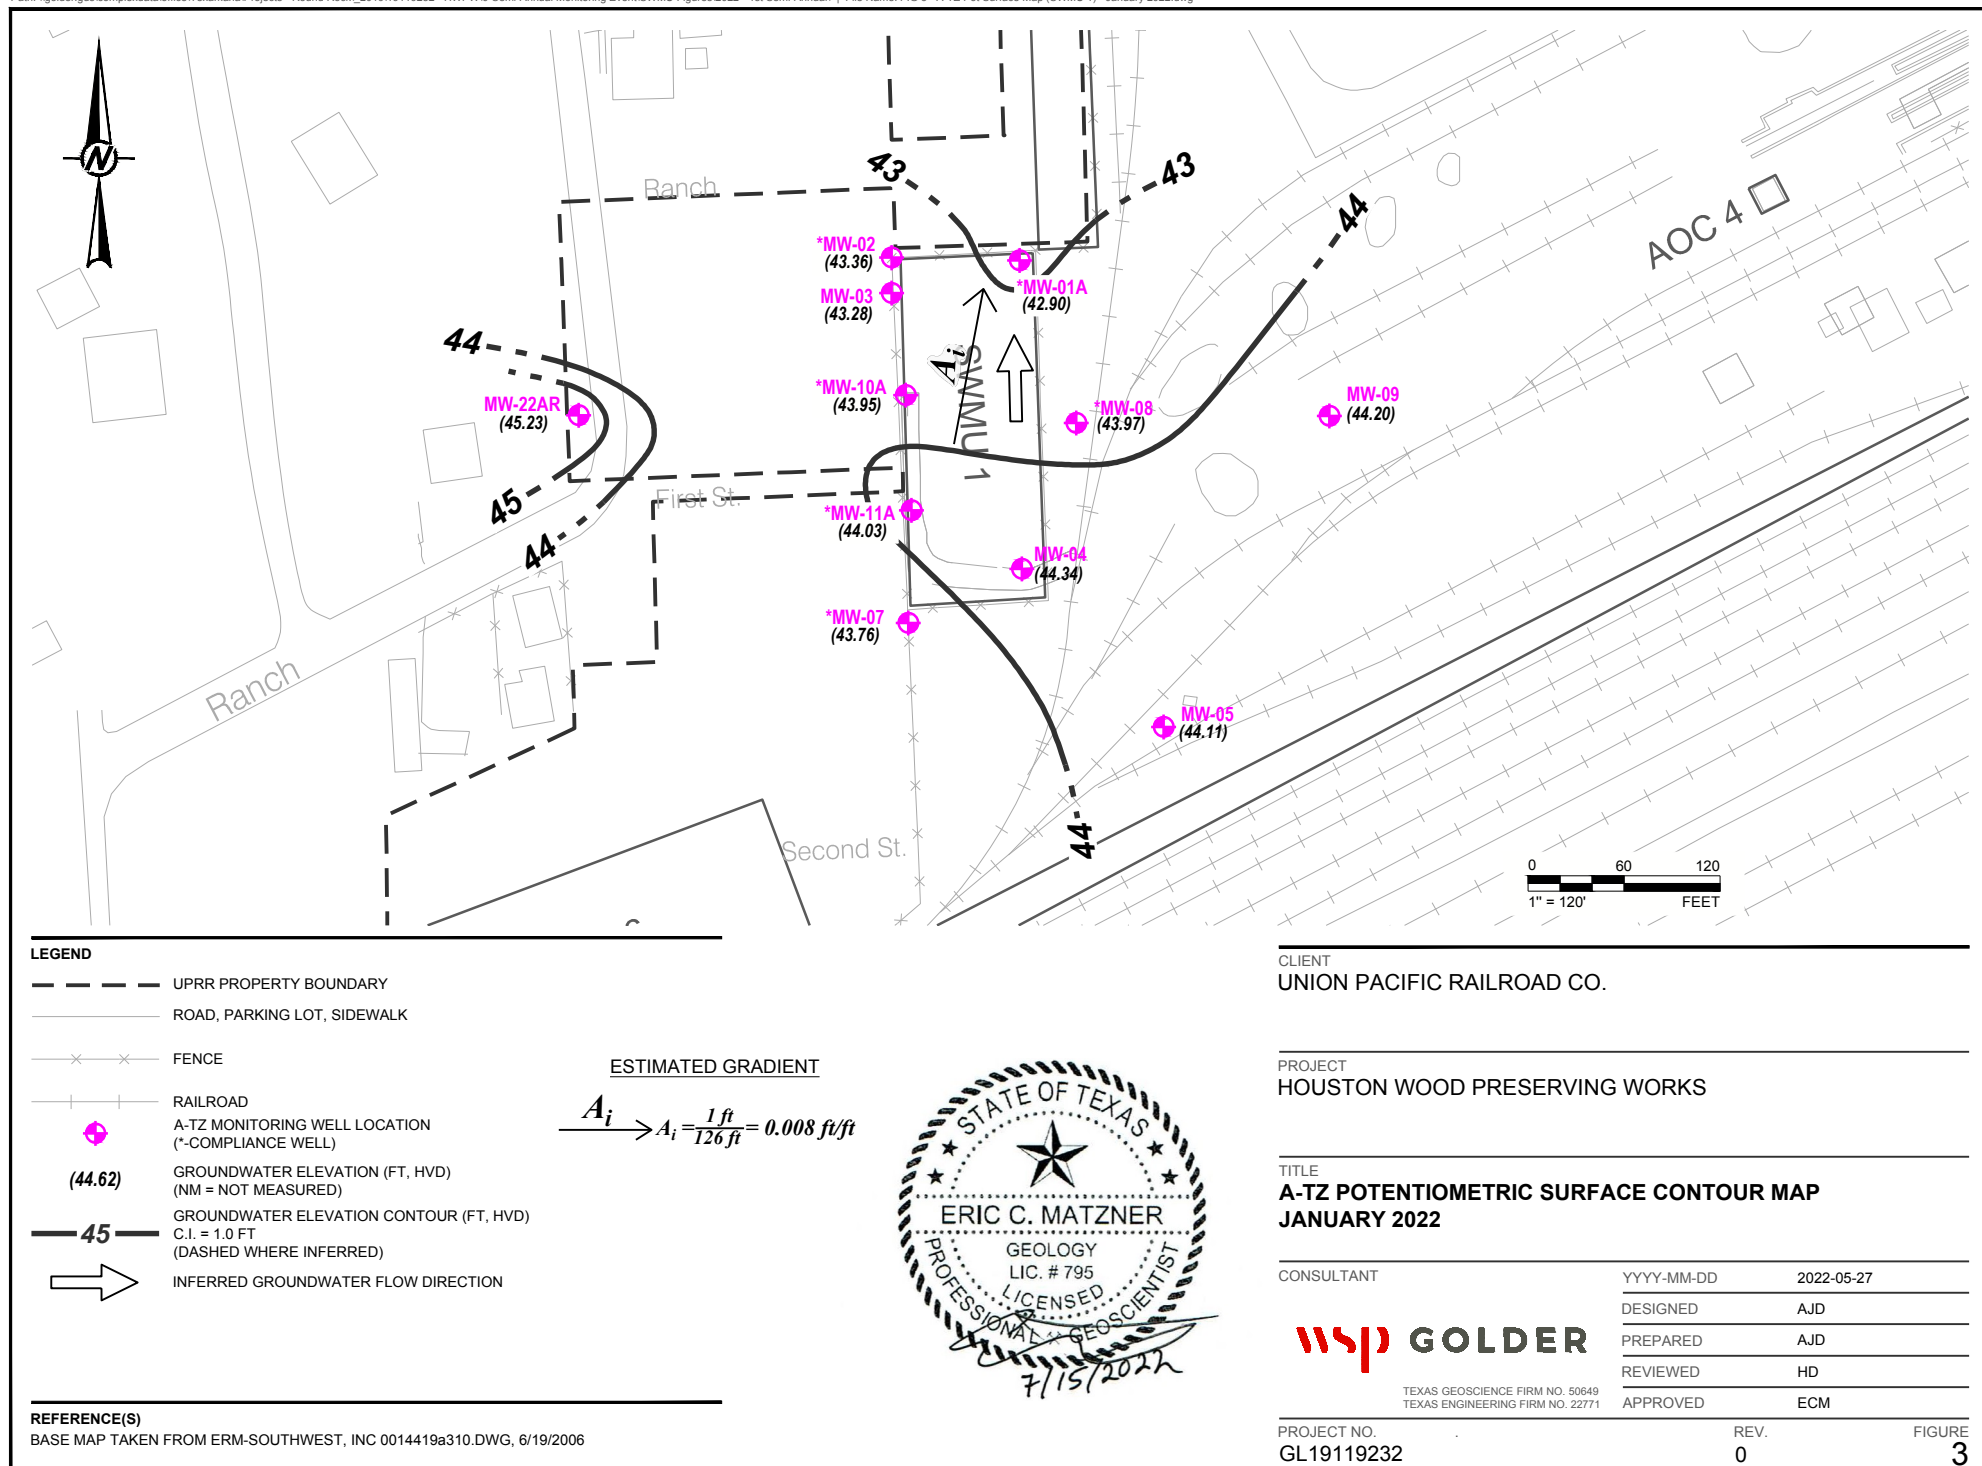 N
Ranch
43
43
44
AOC 4
*MW-02
(43.36)
*MW-01A
(42.90)
MW-03
(43.28)
44
Ai
SWMU 1
*MW-10A
(43.95)
MW-22AR
(45.23)
*MW-08
(43.97)
MW-09
(44.20)
45
First St.
*MW-11A
(44.03)
44
MW-04
(44.34)
*MW-07
(43.76)
Ranch
MW-05
(44.11)
44
Second St.
0 60 120
1" = 120' FEET
LEGEND
UPRR PROPERTY BOUNDARY
ROAD, PARKING LOT, SIDEWALK
FENCE
RAILROAD
A-TZ MONITORING WELL LOCATION
(*-COMPLIANCE WELL)
(44.62) GROUNDWATER ELEVATION (FT, HVD)
(NM = NOT MEASURED)
45 GROUNDWATER ELEVATION CONTOUR (FT, HVD)
C.I. = 1.0 FT
(DASHED WHERE INFERRED)
INFERRED GROUNDWATER FLOW DIRECTION
REFERENCE(S)
BASE MAP TAKEN FROM ERM-SOUTHWEST, INC 0014419a310.DWG, 6/19/2006
ESTIMATED GRADIENT
Ai
Ai = 1 ft / 126 ft = 0.008 ft/ft
STATE OF TEXAS
ERIC C. MATZNER
GEOLOGY
LIC. # 795
LICENSED
PROFESSIONAL GEOSCIENTIST
7/15/2022
CLIENT
UNION PACIFIC RAILROAD CO.
PROJECT
HOUSTON WOOD PRESERVING WORKS
TITLE
A-TZ POTENTIOMETRIC SURFACE CONTOUR MAP
JANUARY 2022
CONSULTANT
wsp GOLDER
TEXAS GEOSCIENCE FIRM NO. 50649
TEXAS ENGINEERING FIRM NO. 22771
YYYY-MM-DD 2022-05-27
DESIGNED AJD
PREPARED AJD
REVIEWED HD
APPROVED ECM
PROJECT NO.
GL19119232
REV.
0
FIGURE
3